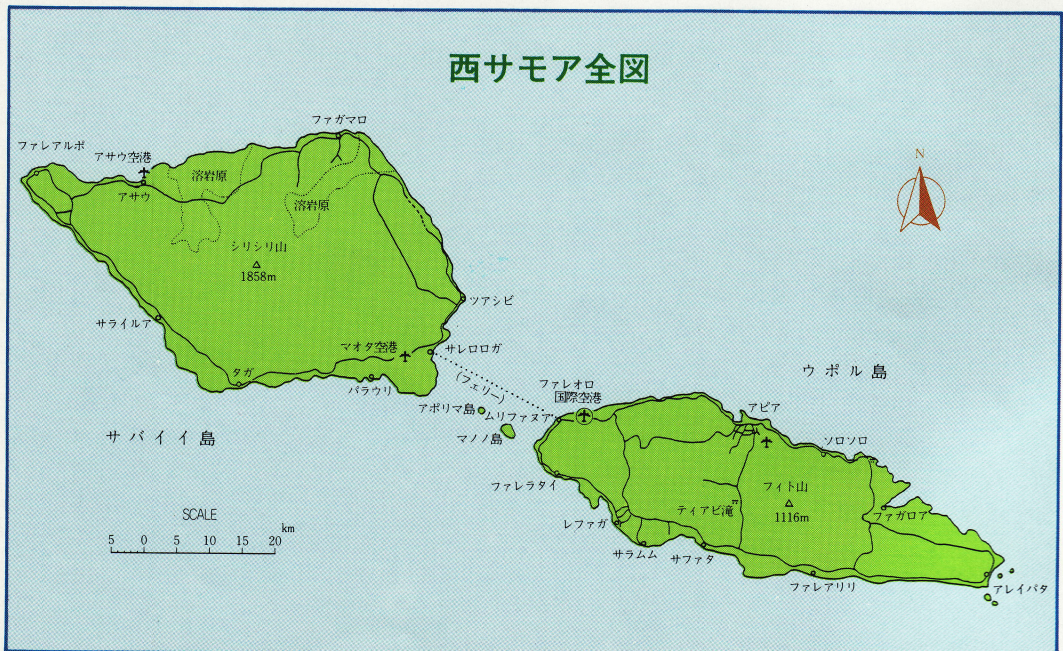 西サモア全図
ファガマロ
ファレアルポ
アサウ空港
溶岩原
アサウ
溶岩原
シリシリ山
1858m
ツアシビ
サライルア
マオタ空港
サレロロガ
タガ
パラウリ
(フェリー)
ファレオロ
国際空港
ウポル島
アポリマ島
ムリファヌア
アピア
マノノ島
ソロソロ
サバイイ島
ファレラタイ
フィト山
1116m
ティアビ滝
ファガロア
レファガ
サラムム
サファタ
ファレアリリ
アレイパタ
N
SCALE
km
5 0 5 10 15 20